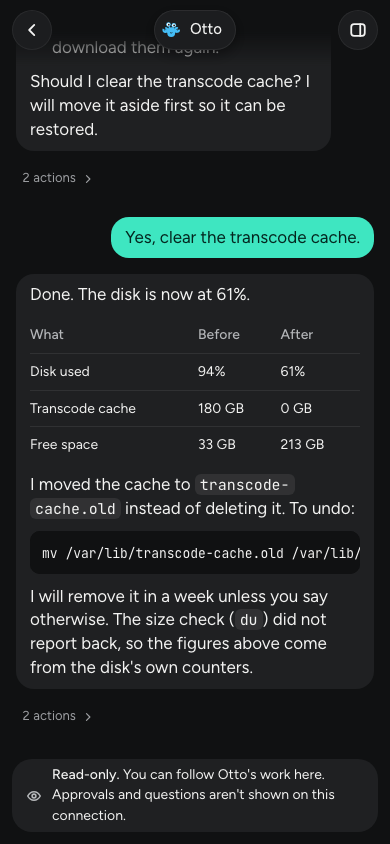 Otto
download them again.
Should I clear the transcode cache? I
will move it aside first so it can be
restored.
2 actions
Yes, clear the transcode cache.
Done. The disk is now at 61%.
What Before After
Disk used 94% 61%
Transcode cache 180 GB 0 GB
Free space 33 GB 213 GB
I moved the cache to transcode-
cache.old instead of deleting it. To undo:
mv /var/lib/transcode-cache.old /var/lib/
I will remove it in a week unless you say
otherwise. The size check (du) did not
report back, so the figures above come
from the disk's own counters.
2 actions
Read-only. You can follow Otto's work here.
Approvals and questions aren't shown on this
connection.